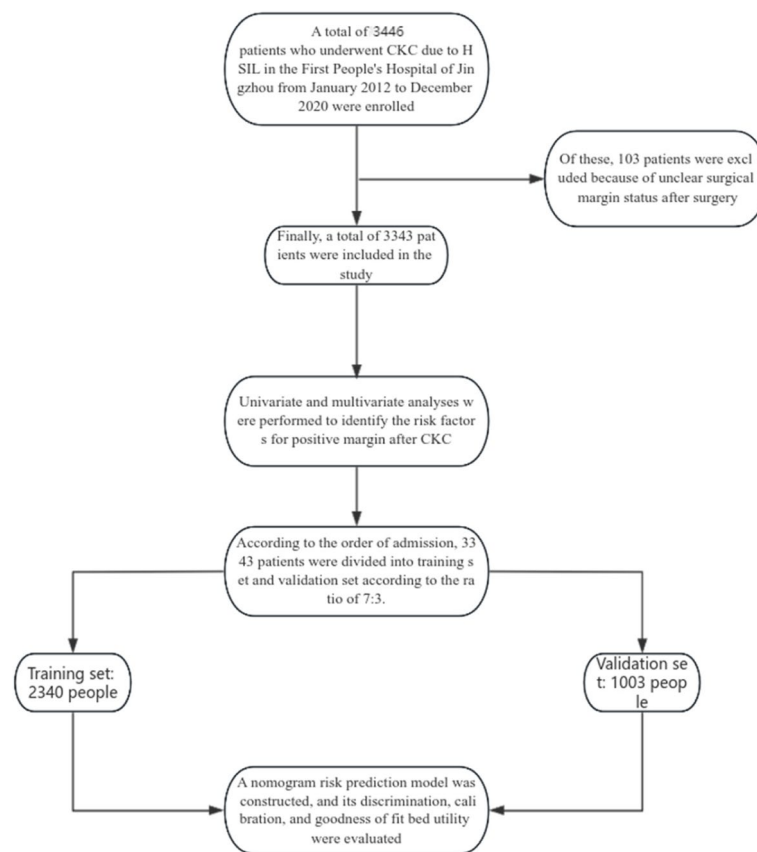 A total of 3446
patients who underwent CKC due to H
SIL in the First People's Hospital of Jin
gzhou from January 2012 to December
2020 were enrolled
Of these, 103 patients were excl
uded because of unclear surgical
margin status after surgery
Finally, a total of 3343 pat
ients were included in the
study
Univariate and multivariate analyses w
ere performed to identify the risk factor
s for positive margin after CKC
According to the order of admission, 33
43 patients were divided into training s
et and validation set according to the ra
tio of 7:3.
Training set:
2340 people
Validation se
t: 1003 peop
le
A nomogram risk prediction model was
constructed, and its discrimination, cali
bration, and goodness of fit bed utility
were evaluated